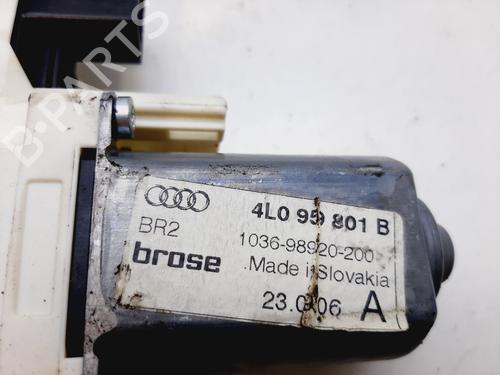 B-PARTS
4L0 959 801 B
BR2
1036-98920-200
brose
.Made in Slovakia
23.0 06 A